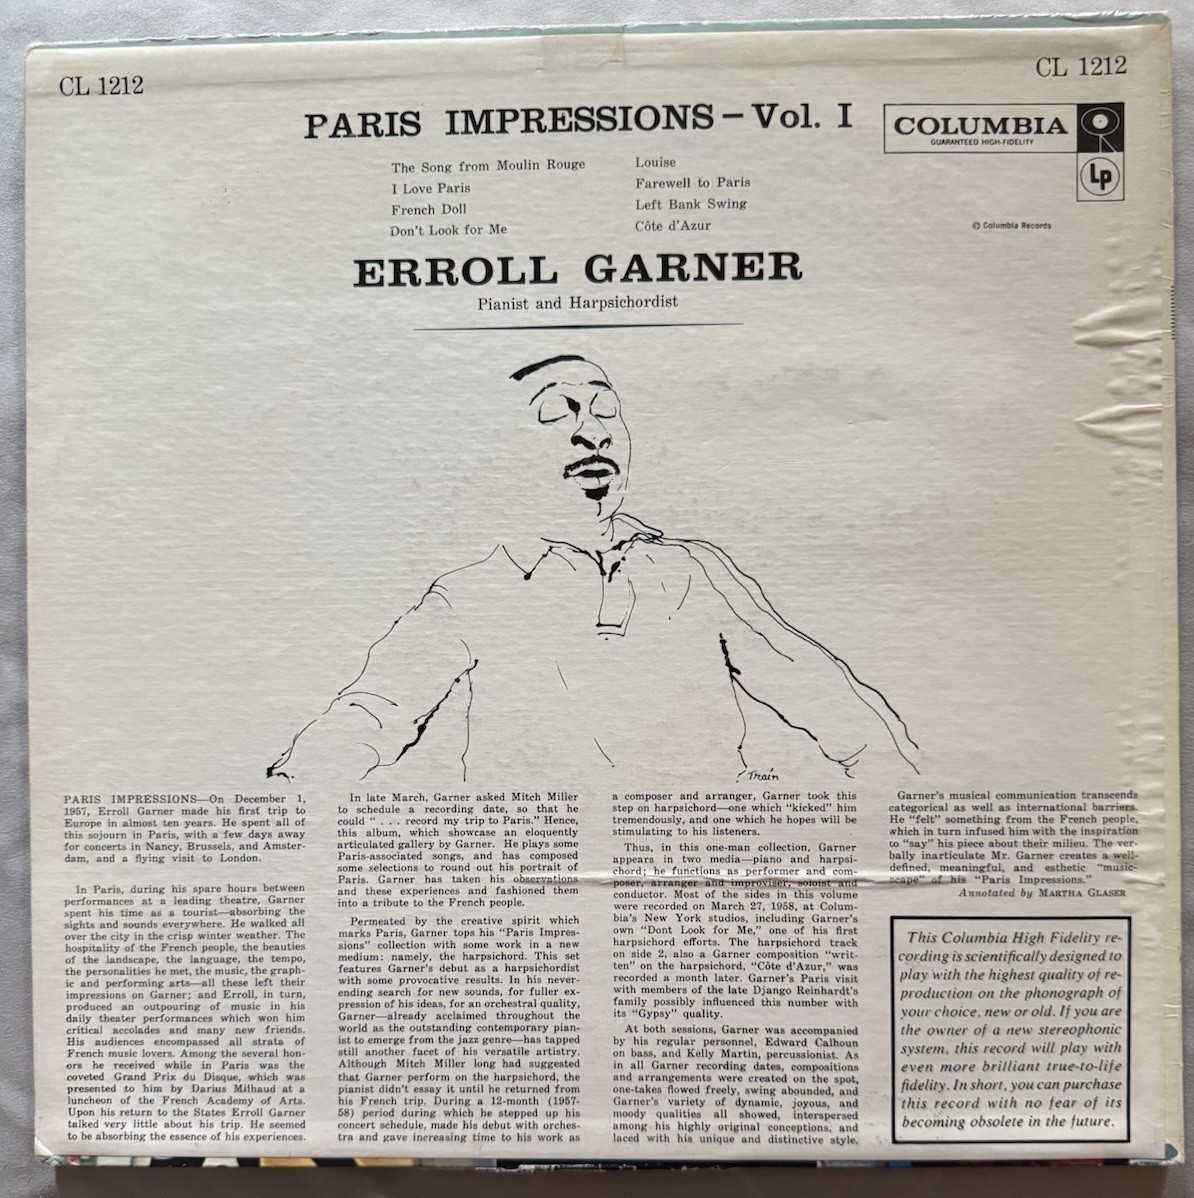 CL 1212
CL 1212
PARIS IMPRESSIONS – Vol. I
COLUMBIA
GUARANTEED HIGH-FIDELITY
Lp
The Song from Moulin Rouge
I Love Paris
French Doll
Don't Look for Me
Louise
Farewell to Paris
Left Bank Swing
Côte d'Azur
© Columbia Records
ERROLL GARNER
Pianist and Harpsichordist
Train
PARIS IMPRESSIONS—On December 1,
1957, Erroll Garner made his first trip to
Europe in almost ten years. He spent all of
this sojourn in Paris, with a few days away
for concerts in Nancy, Brussels, and Amster-
dam, and a flying visit to London.
In Paris, during his spare hours between
performances at a leading theatre, Garner
spent his time as a tourist—absorbing the
sights and sounds everywhere. He walked all
over the city in the crisp winter weather. The
hospitality of the French people, the beauties
of the landscape, the language, the tempo,
the personalities he met, the music, the graph-
ic and performing arts—all these left their
impressions on Garner; and Erroll, in turn,
produced an outpouring of music in his
daily theater performances which won him
critical accolades and many new friends.
His audiences encompassed all strata of
French music lovers. Among the several hon-
ors he received while in Paris was the
coveted Grand Prix du Disque, which was
presented to him by Darius Milhaud at a
luncheon of the French Academy of Arts.
Upon his return to the States Erroll Garner
talked very little about his trip. He seemed
to be absorbing the essence of his experiences.
In late March, Garner asked Mitch Miller
to schedule a recording date, so that he
could “ . . . record my trip to Paris.” Hence,
this album, which showcase an eloquently
articulated gallery by Garner. He plays some
Paris-associated songs, and has composed
some selections to round out his portrait of
Paris. Garner has taken his observations
and these experiences and fashioned them
into a tribute to the French people.
Permeated by the creative spirit which
marks Paris, Garner tops his “Paris Impres-
sions” collection with some work in a new
medium: namely, the harpsichord. This set
features Garner's debut as a harpsichordist
with some provocative results. In his never-
ending search for new sounds, for fuller ex-
pression of his ideas, for an orchestral quality,
Garner—already acclaimed throughout the
world as the outstanding contemporary pian-
ist to emerge from the jazz genre—has tapped
still another facet of his versatile artistry.
Although Mitch Miller long had suggested
that Garner perform on the harpsichord, the
pianist didn't essay it until he returned from
his French trip. During a 12-month (1957-
58) period during which he stepped up his
concert schedule, made his debut with orches-
tra and gave increasing time to his work as
a composer and arranger, Garner took this
step on harpsichord—one which “kicked” him
tremendously, and one which he hopes will be
stimulating to his listeners.
Thus, in this one-man collection, Garner
appears in two media—piano and harpsi-
chord; he functions as performer and com-
poser, arranger and improviser, soloist and
conductor. Most of the sides in this volume
were recorded on March 27, 1958, at Colum-
bia's New York studios, including Garner's
own “Dont Look for Me,” one of his first
harpsichord efforts. The harpsichord track
on side 2, also a Garner composition “writ-
ten” on the harpsichord, “Côte d'Azur,” was
recorded a month later. Garner's Paris visit
with members of the late Django Reinhardt's
family possibly influenced this number with
its “Gypsy” quality.
At both sessions, Garner was accompanied
by his regular personnel, Edward Calhoun
on bass, and Kelly Martin, percussionist. As
in all Garner recording dates, compositions
and arrangements were created on the spot,
one-takes flowed freely, swing abounded, and
Garner's variety of dynamic, joyous, and
moody qualities all showed, interspersed
among his highly original conceptions, and
laced with his unique and distinctive style.
Garner's musical communication transcends
categorical as well as international barriers.
He “felt” something from the French people,
which in turn infused him with the inspiration
to “say” his piece about their milieu. The ver-
bally inarticulate Mr. Garner creates a well-
defined, meaningful, and esthetic “music-
scape” of his “Paris Impressions.”
Annotated by MARTHA GLASER
This Columbia High Fidelity re-
cording is scientifically designed to
play with the highest quality of re-
production on the phonograph of
your choice, new or old. If you are
the owner of a new stereophonic
system, this record will play with
even more brilliant true-to-life
fidelity. In short, you can purchase
this record with no fear of its
becoming obsolete in the future.